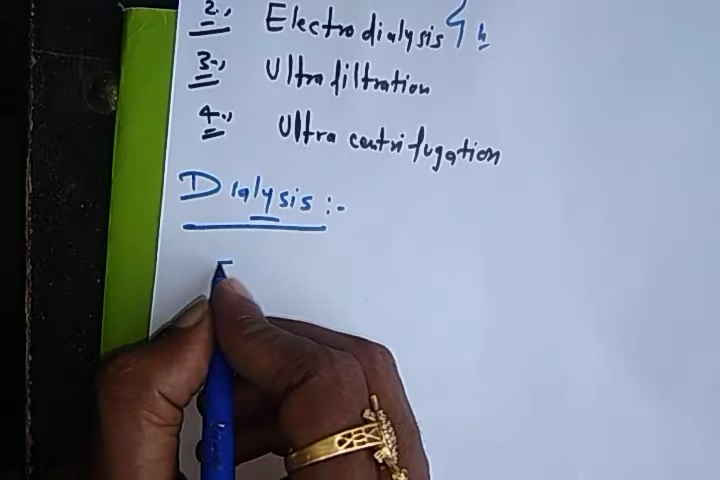 2., Electrodialysis
3., Ultrafiltration
4., Ultra centrifugation
Dialysis:-